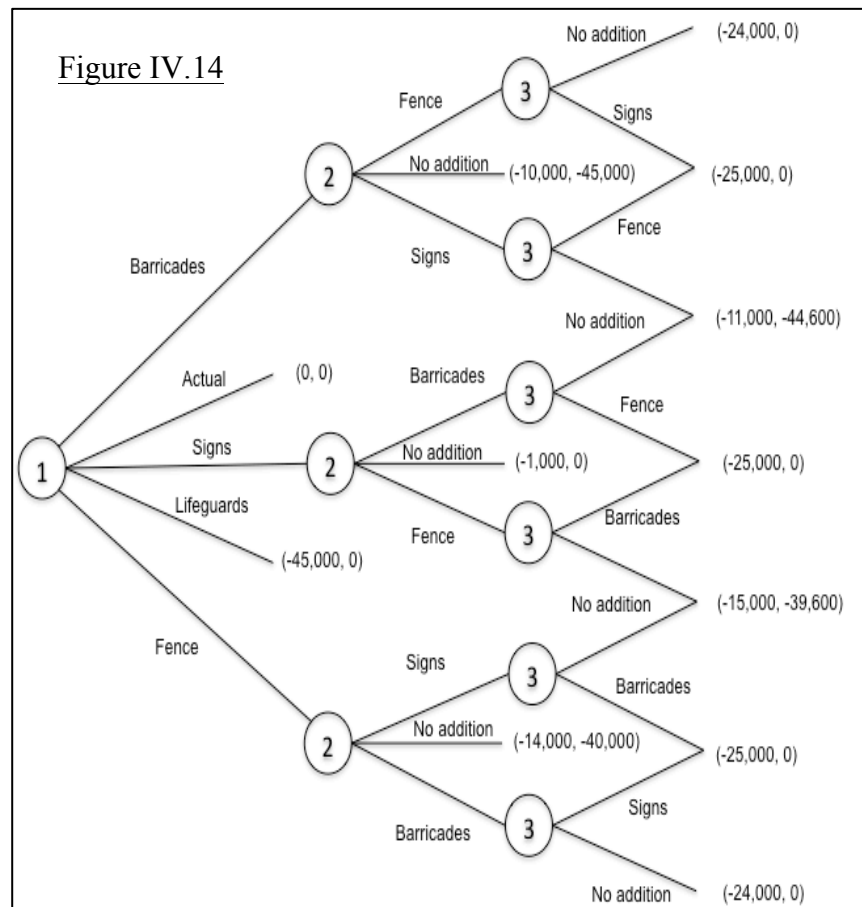 No addition
(-24,000, 0)
Figure IV.14
3
Fence
Signs
No addition
(-10,000, -45,000)
(-25,000, 0)
2
Fence
3
Signs
Barricades
No addition
(-11,000, -44,600)
Actual
(0, 0)
Barricades
3
Fence
Signs
No addition
(-1,000, 0)
(-25,000, 0)
1
2
Lifeguards
Fence
3
Barricades
(-45,000, 0)
No addition
(-15,000, -39,600)
Fence
Signs
3
Barricades
No addition
(-14,000, -40,000)
(-25,000, 0)
2
Signs
Barricades
3
No addition
(-24,000, 0)